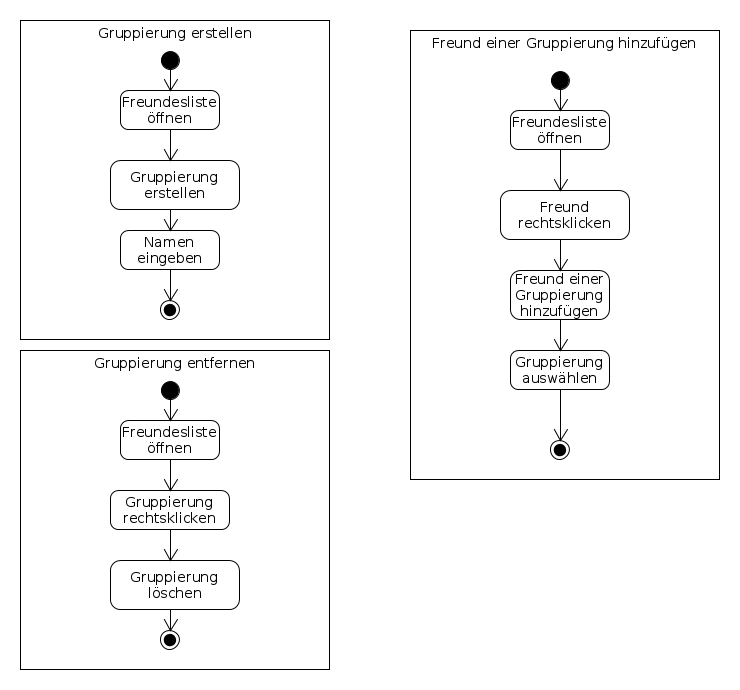 Gruppierung erstellen
Freundesliste
öffnen
Gruppierung
erstellen
Namen
eingeben
Gruppierung entfernen
Freundesliste
öffnen
Gruppierung
rechtsklicken
Gruppierung
löschen
Freund einer Gruppierung hinzufügen
Freundesliste
öffnen
Freund
rechtsklicken
Freund einer
Gruppierung
hinzufügen
Gruppierung
auswählen